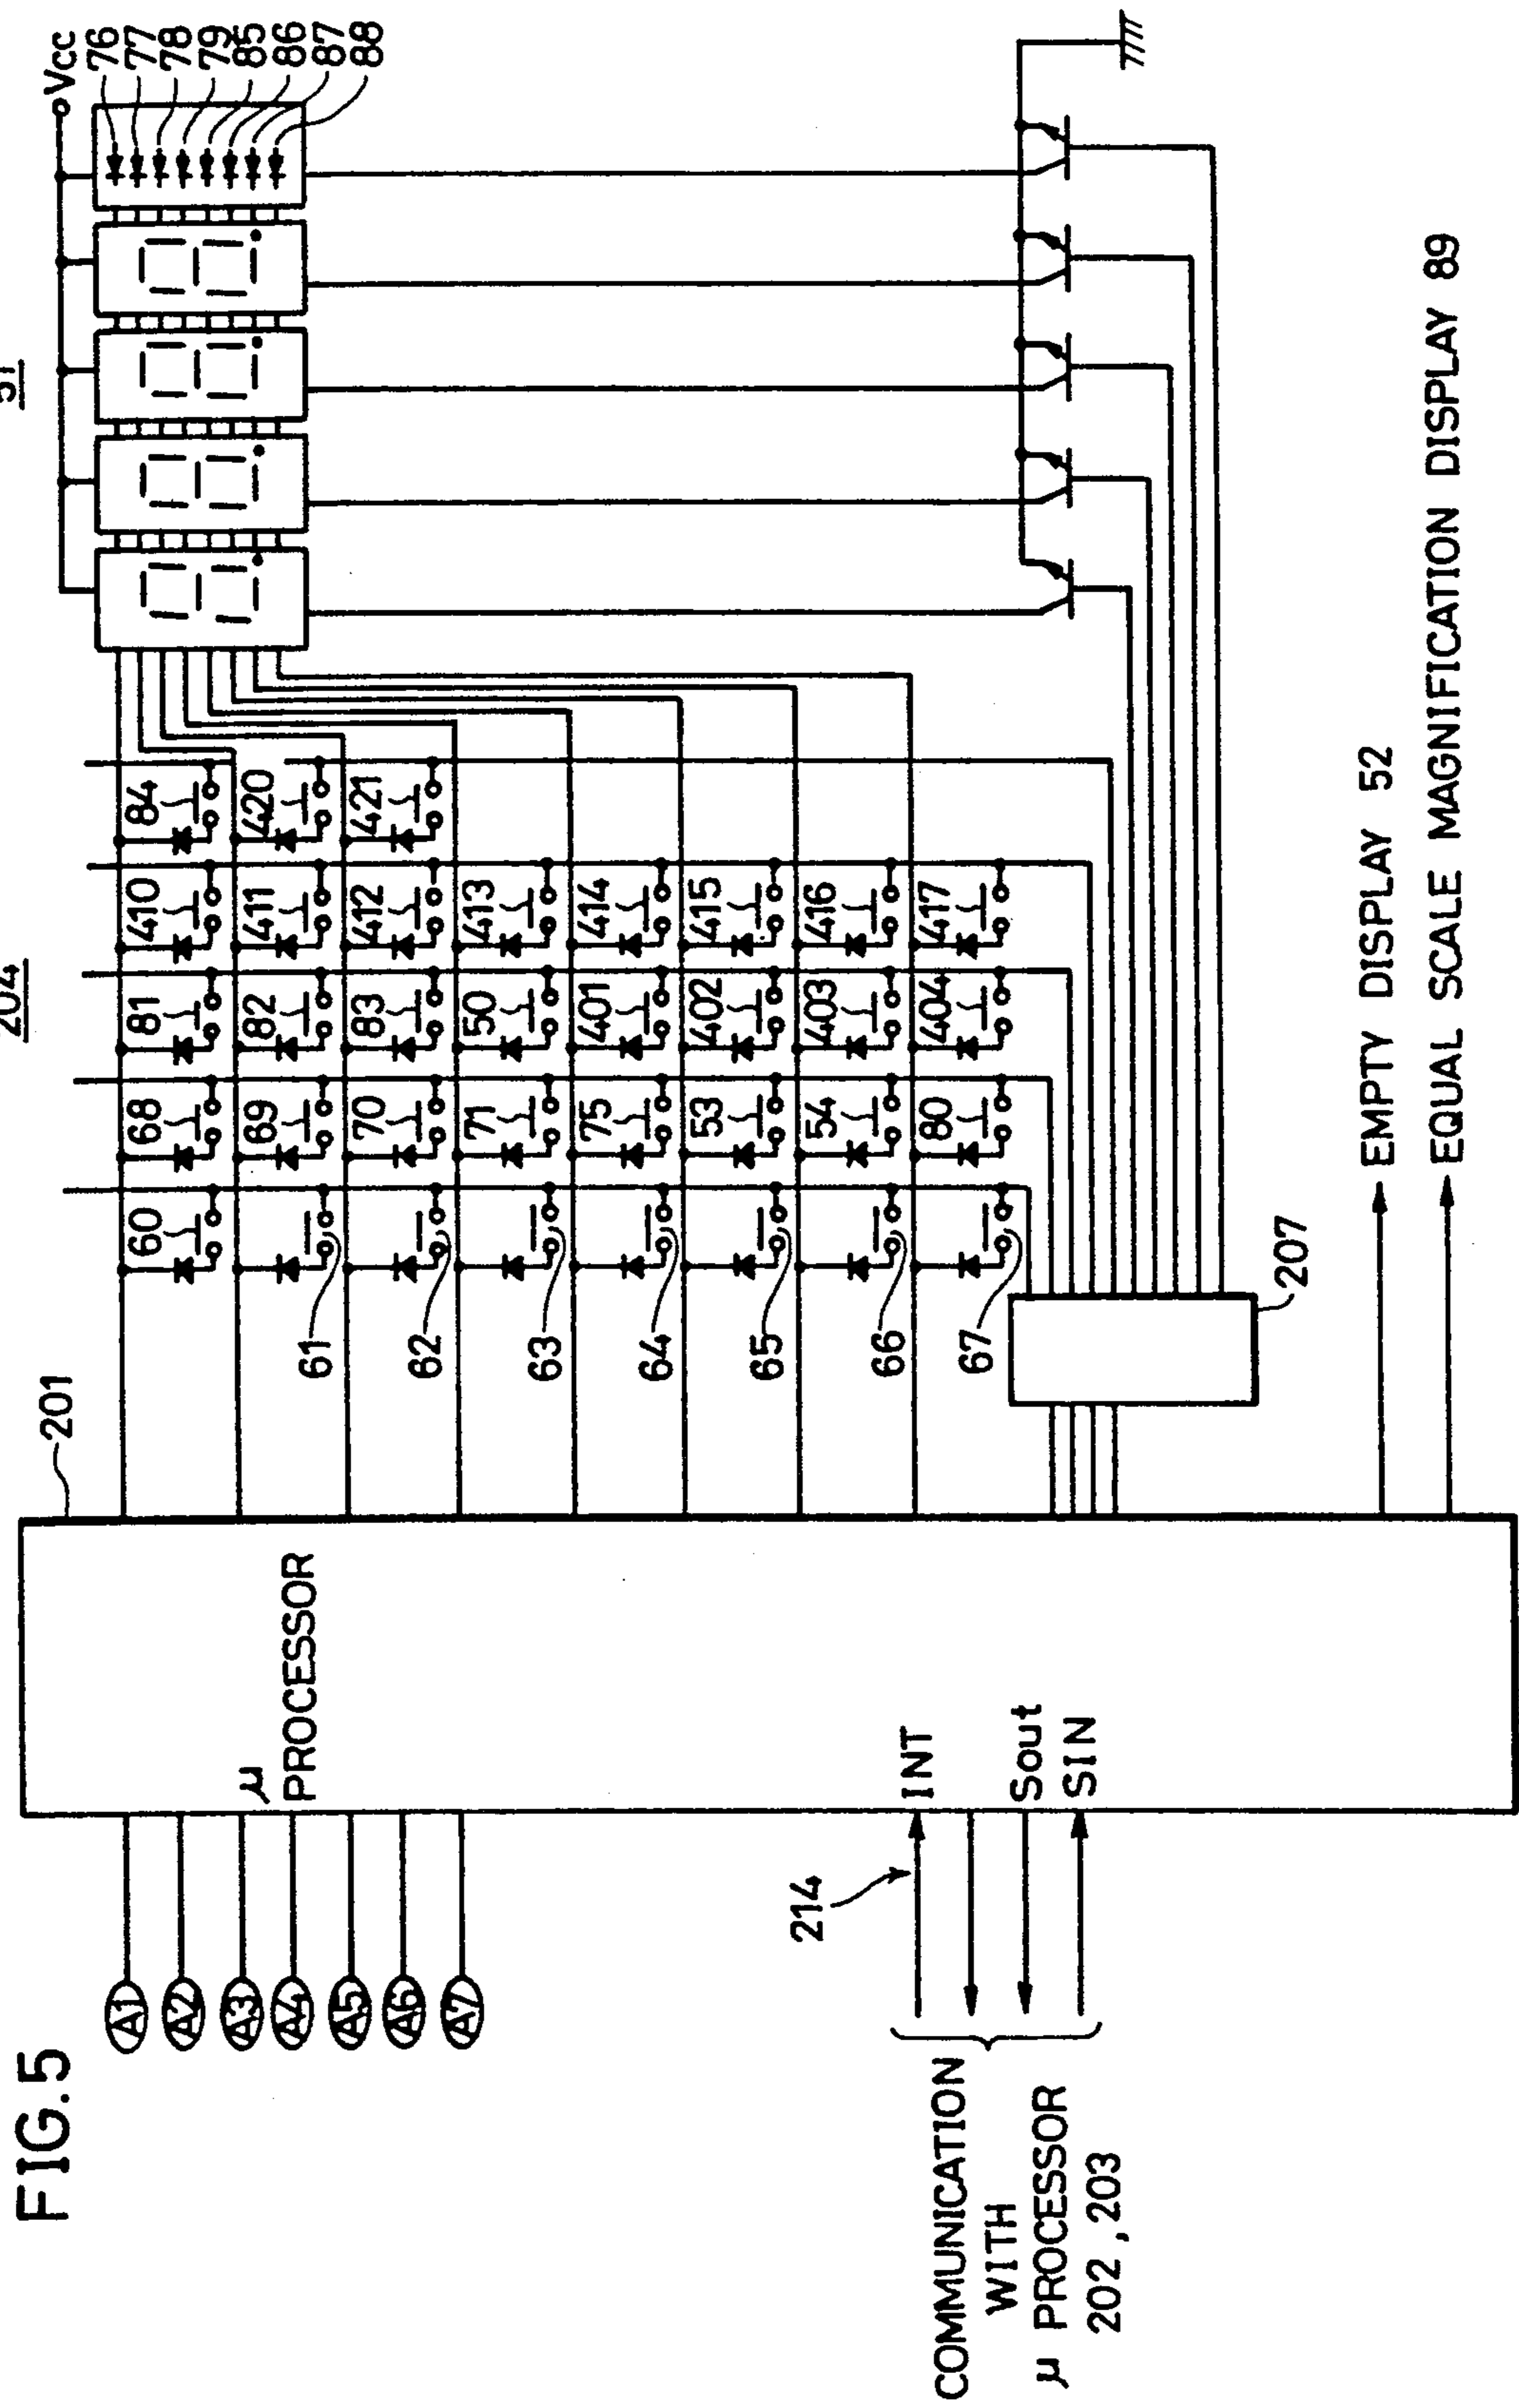 FIG.5
204
51
Vcc
76
77
78
79
85
86
87
88
201
60
68
81
410
84
61
69
82
411
420
62
70
83
412
421
63
71
50
413
64
75
401
414
65
53
402
415
66
54
403
416
67
80
404
417
207
A1
A2
A3
A4
A5
A6
A7
μ
PROCESSOR
214
INT
Sout
SIN
COMMUNICATION
WITH
μ PROCESSOR
202, 203
EMPTY DISPLAY 52
EQUAL SCALE MAGNIFICATION DISPLAY 89